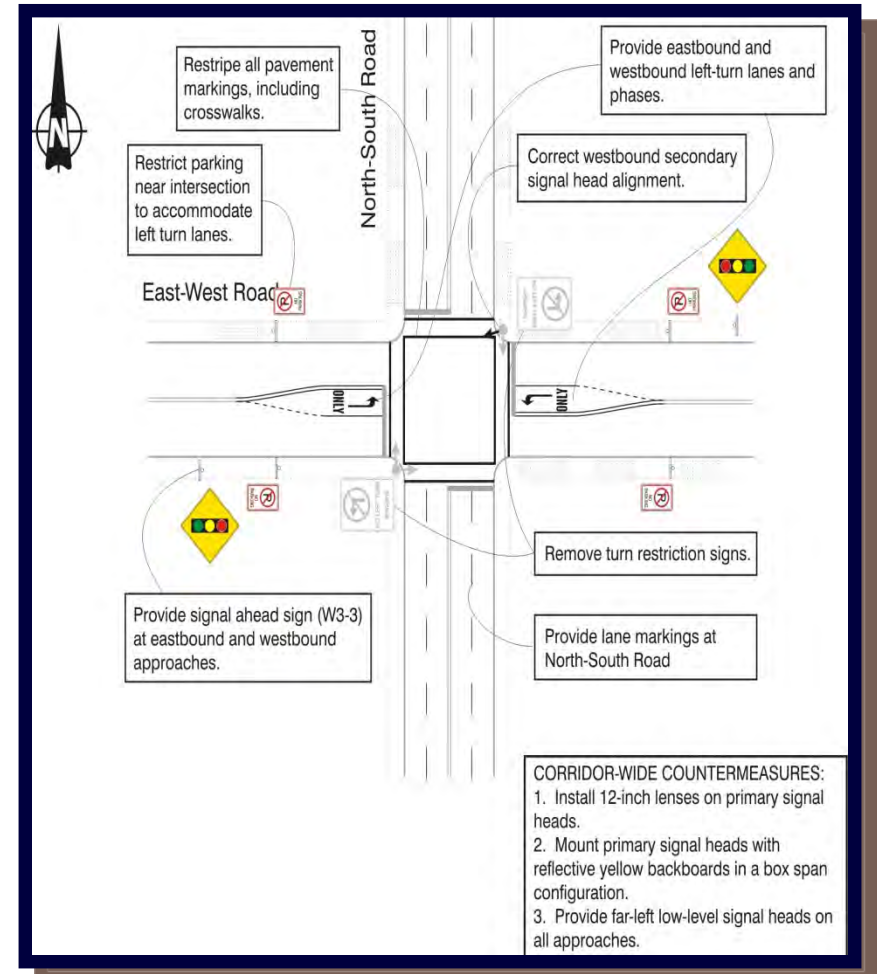 Restripe all pavement
markings, including
crosswalks.
North-South Road
Provide eastbound and
westbound left-turn lanes and
phases.
N
Restrict parking
near intersection
to accommodate
left turn lanes.
Correct westbound secondary
signal head alignment.
East-West Road
ONLY
ONLY
Remove turn restriction signs.
Provide signal ahead sign (W3-3)
at eastbound and westbound
approaches.
Provide lane markings at
North-South Road
CORRIDOR-WIDE COUNTERMEASURES:
1. Install 12-inch lenses on primary signal
heads.
2. Mount primary signal heads with
reflective yellow backboards in a box span
configuration.
3. Provide far-left low-level signal heads on
all approaches.